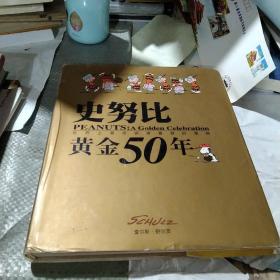 史努比
PEANUTS: A Golden Celebration
黄金50年
SCHULZ